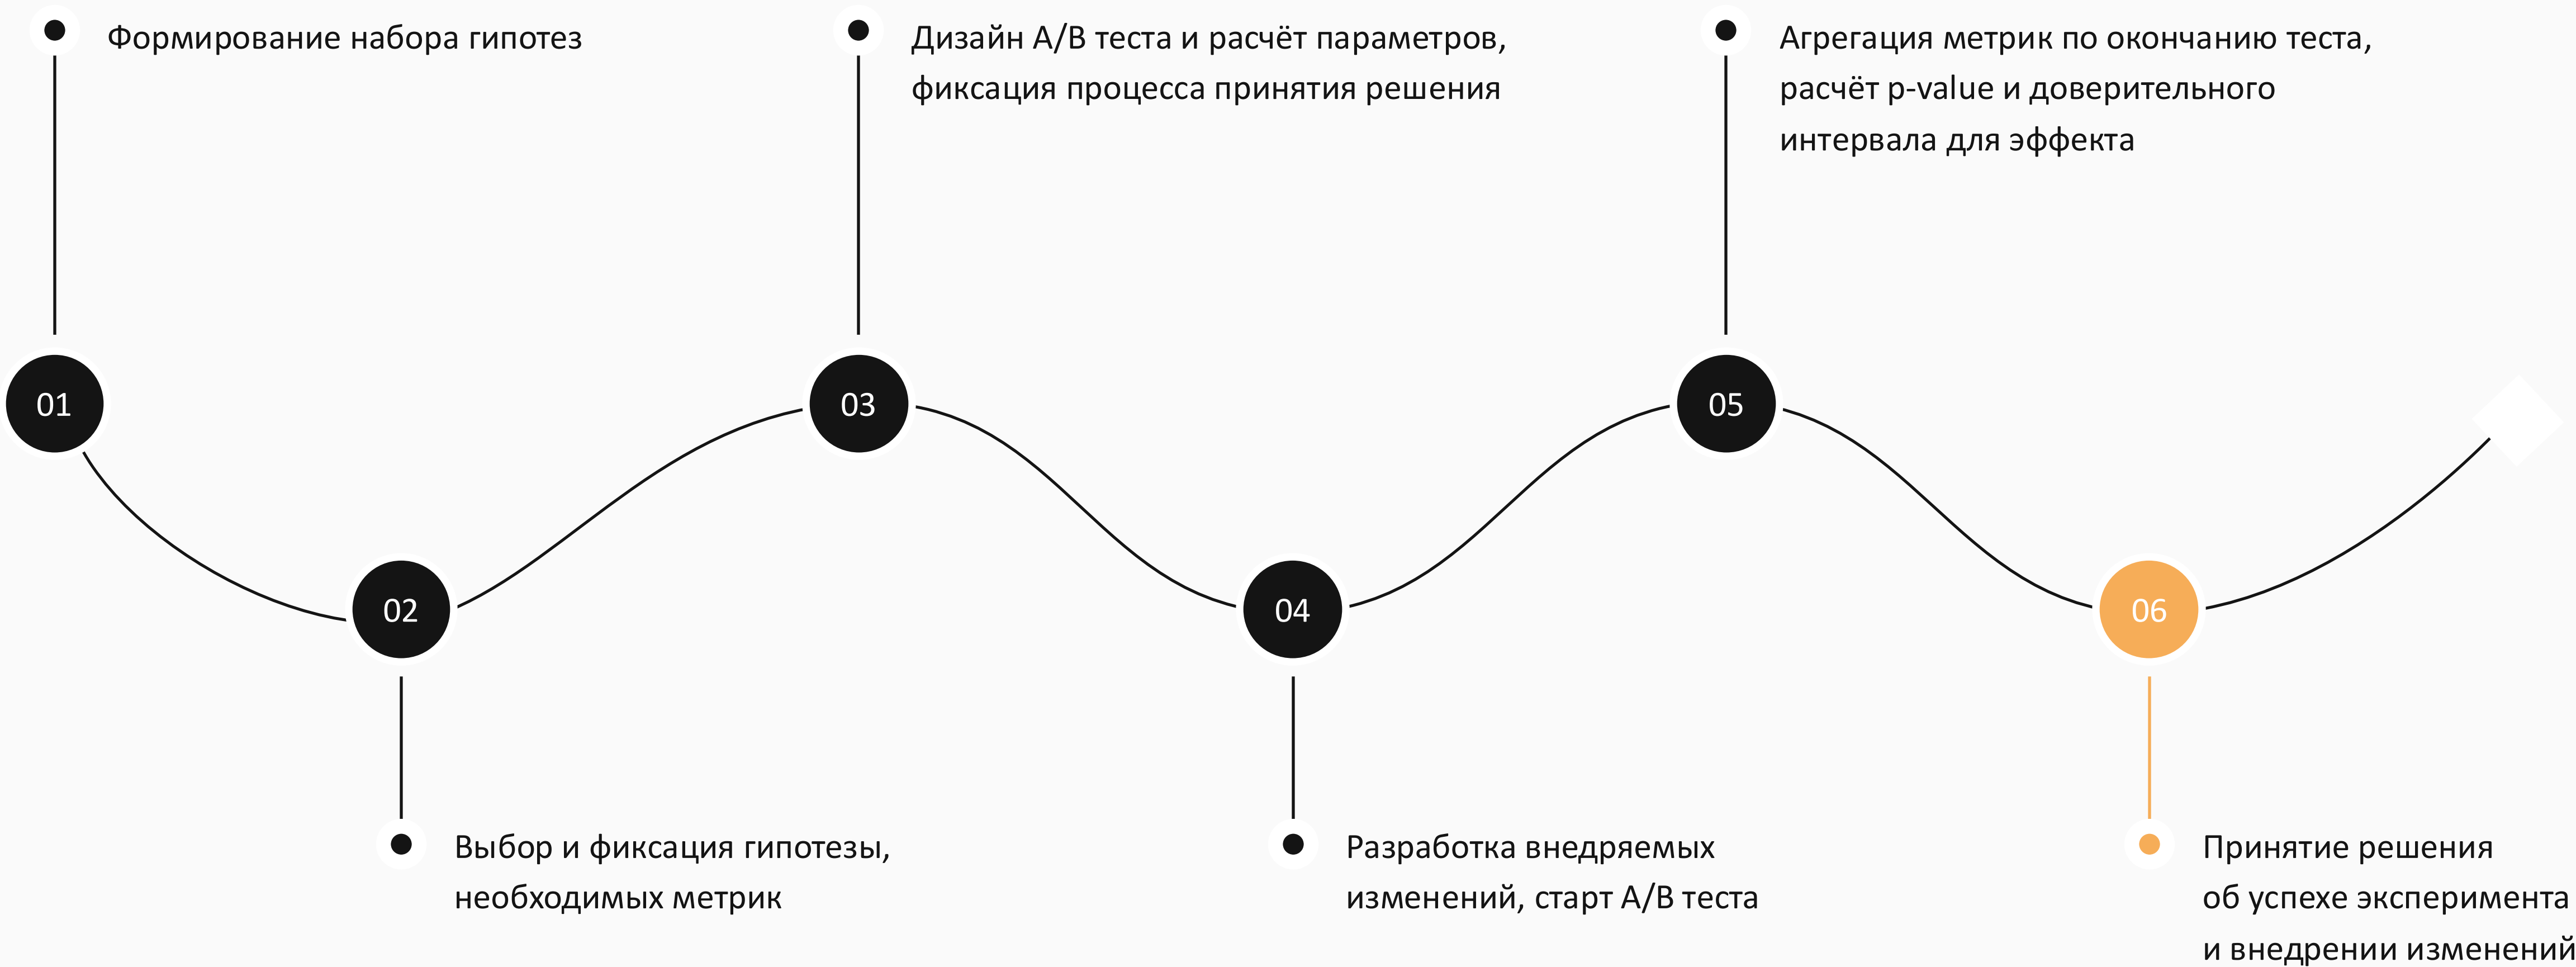 Формирование набора гипотез
Дизайн A/B теста и расчёт параметров,
фиксация процесса принятия решения
Агрегация метрик по окончанию теста,
расчёт p-value и доверительного
интервала для эффекта
01
03
05
02
04
06
Выбор и фиксация гипотезы,
необходимых метрик
Разработка внедряемых
изменений, старт A/B теста
Принятие решения
об успехе эксперимента
и внедрении изменений